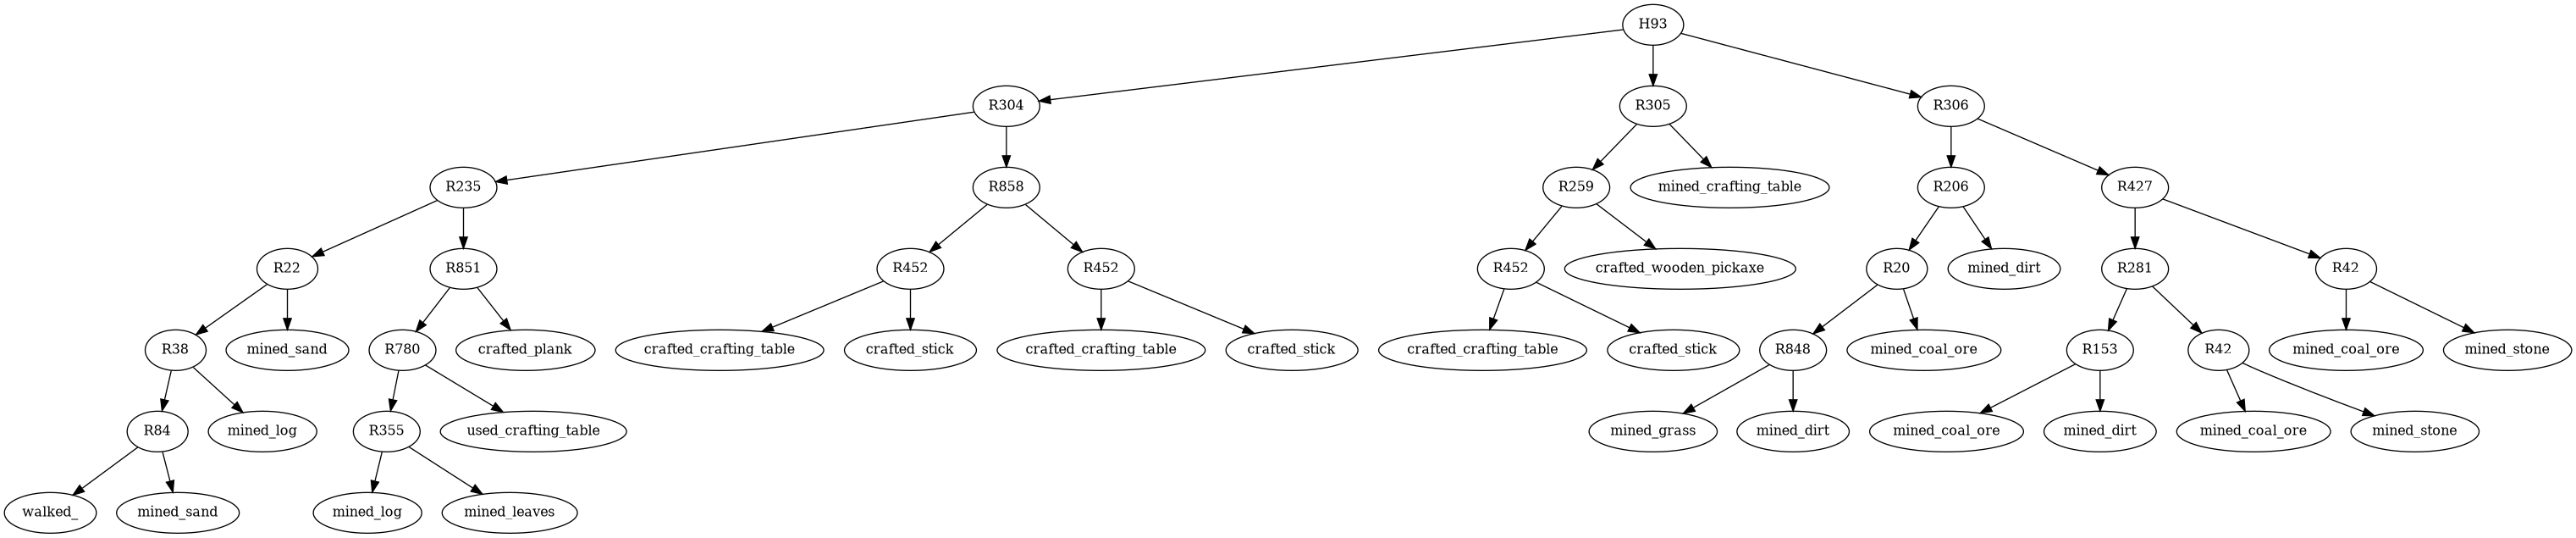 H93
R304
R305
R306
R235
R858
R259
mined_crafting_table
R206
R427
R22
R851
R452
R452
R452
crafted_wooden_pickaxe
R20
mined_dirt
R281
R42
R38
mined_sand
R780
crafted_plank
crafted_crafting_table
crafted_stick
crafted_crafting_table
crafted_stick
crafted_crafting_table
crafted_stick
R848
mined_coal_ore
R153
R42
mined_coal_ore
mined_stone
R84
mined_log
R355
used_crafting_table
mined_grass
mined_dirt
mined_coal_ore
mined_dirt
mined_coal_ore
mined_stone
walked_
mined_sand
mined_log
mined_leaves